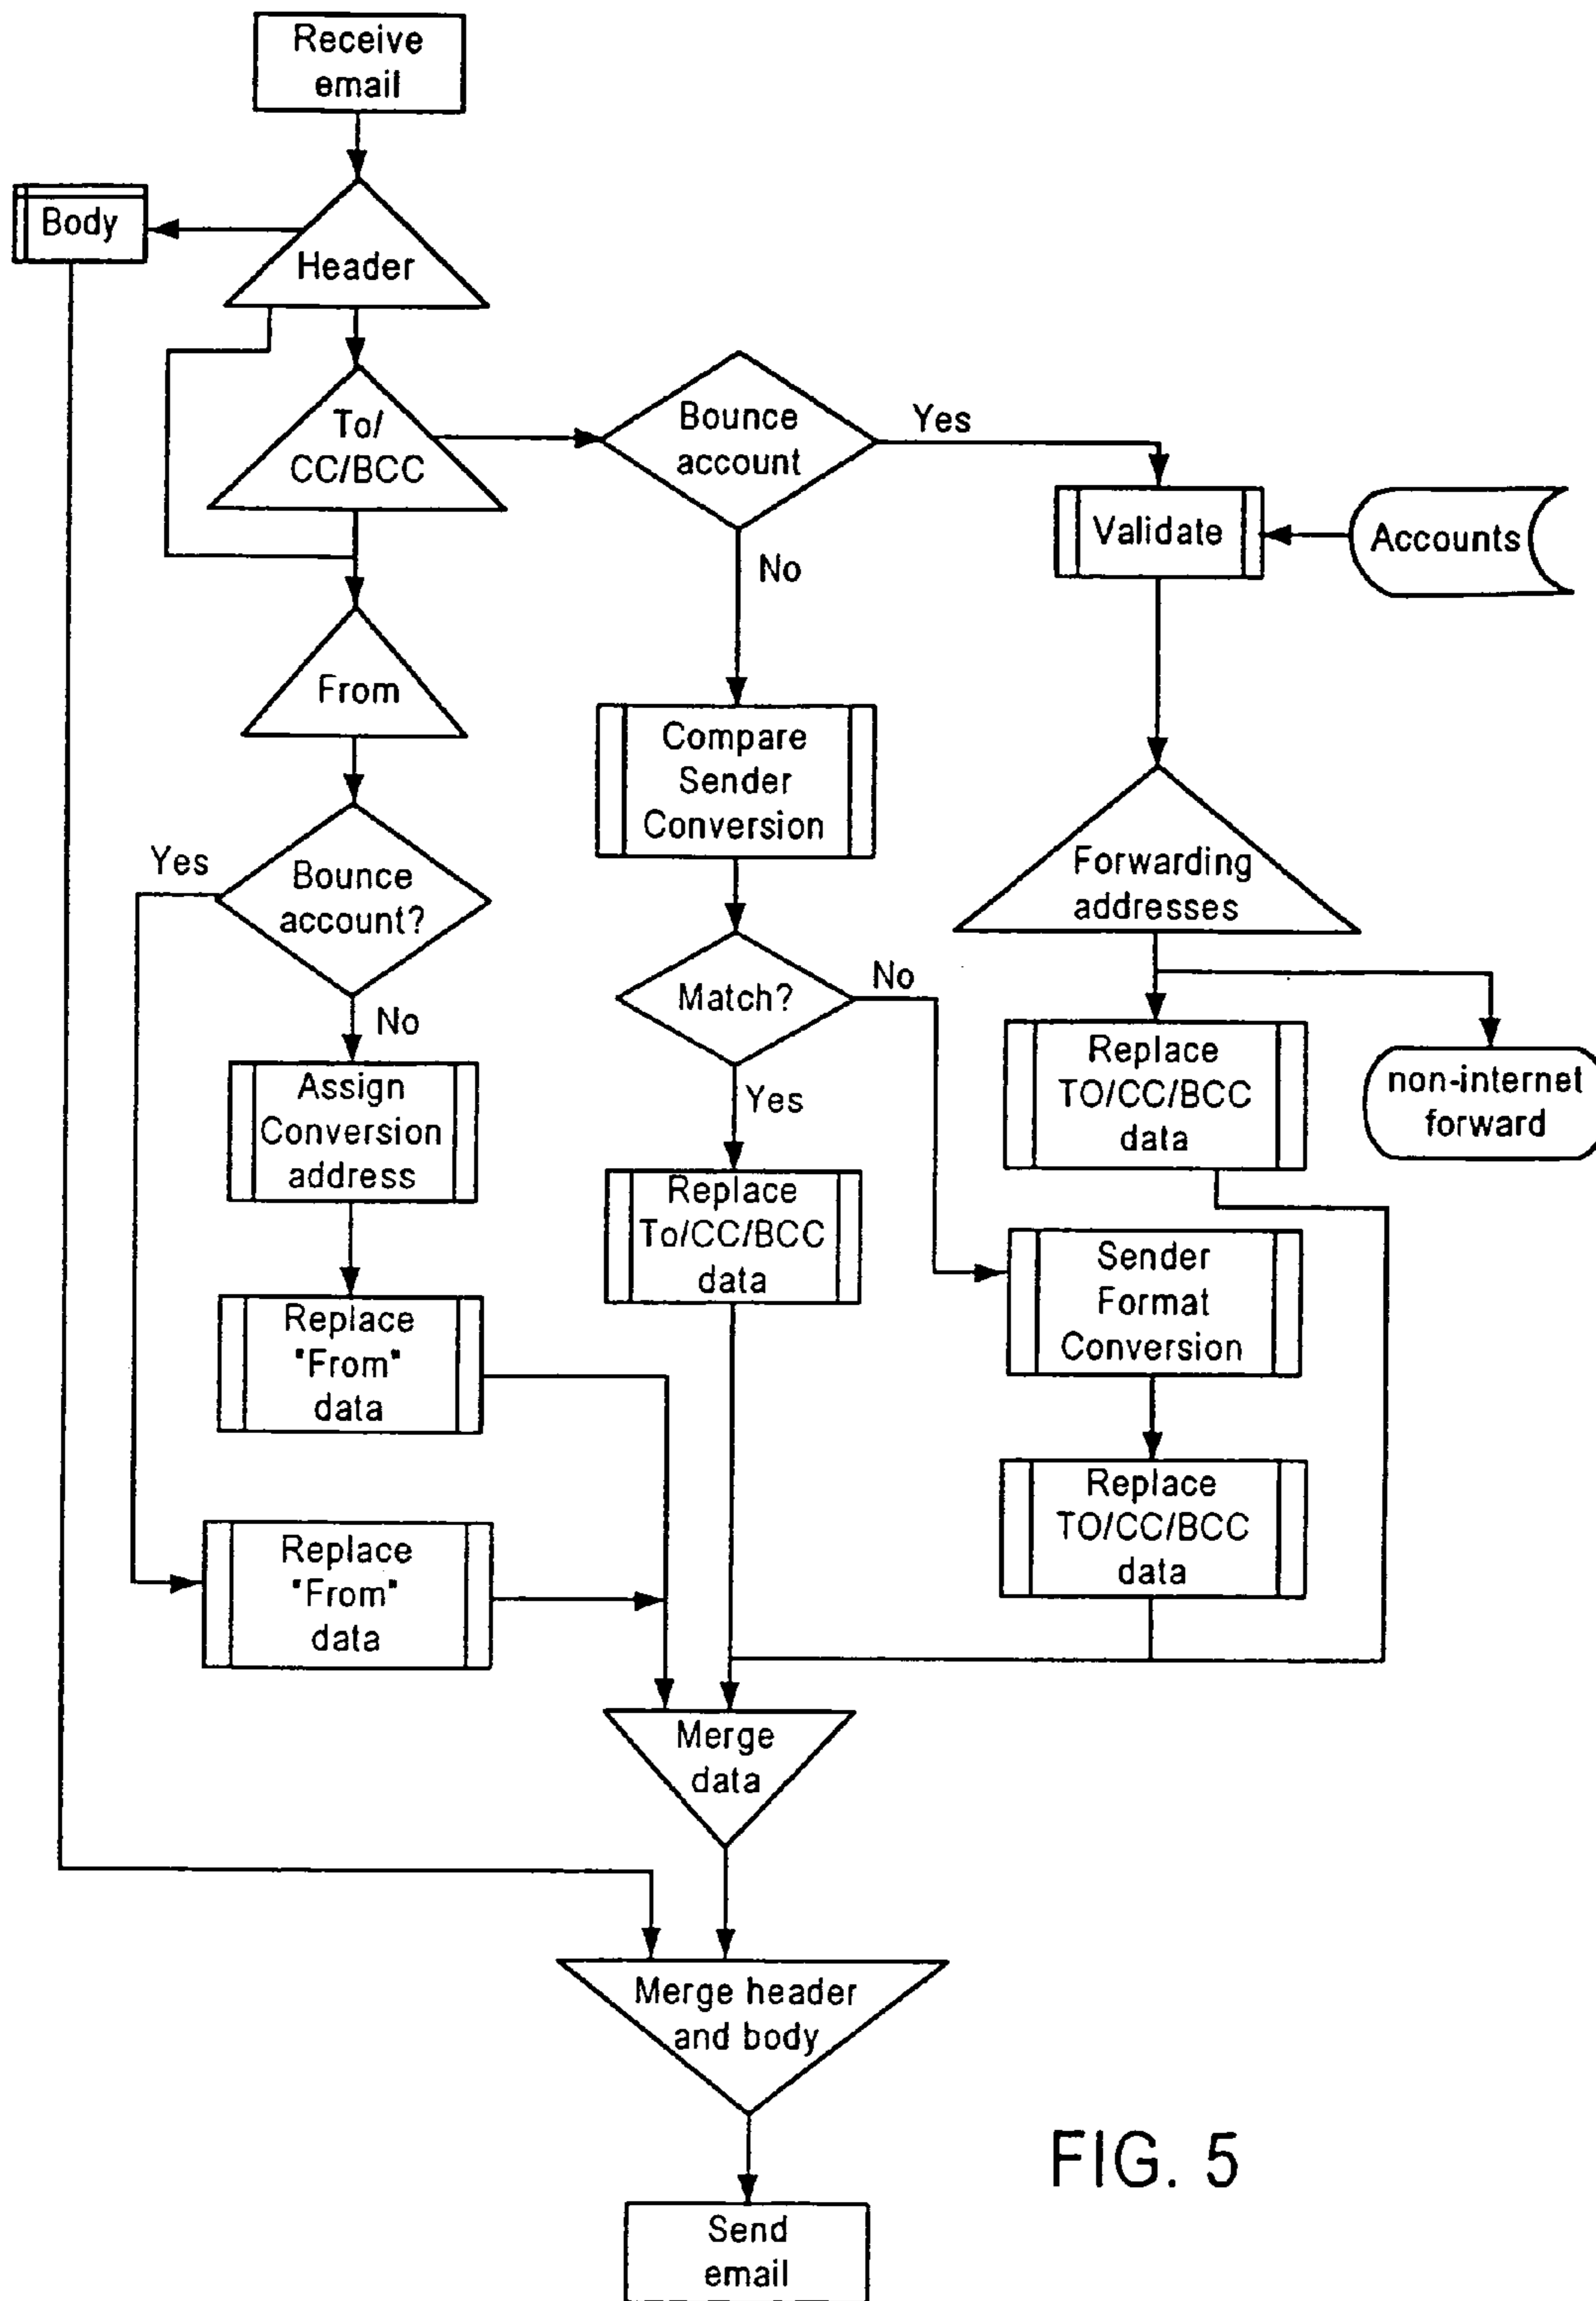 Receive
email
Body
Header
To/
CC/BCC
Bounce
account
Yes
No
Validate
Accounts
From
Compare
Sender
Conversion
Forwarding
addresses
Yes
Bounce
account?
No
Match?
No
Yes
Assign
Conversion
address
Replace
TO/CC/BCC
data
non-internet
forward
Replace
To/CC/BCC
data
Sender
Format
Conversion
Replace
"From"
data
Replace
TO/CC/BCC
data
Replace
"From"
data
Merge
data
Merge header
and body
Send
email
FIG. 5